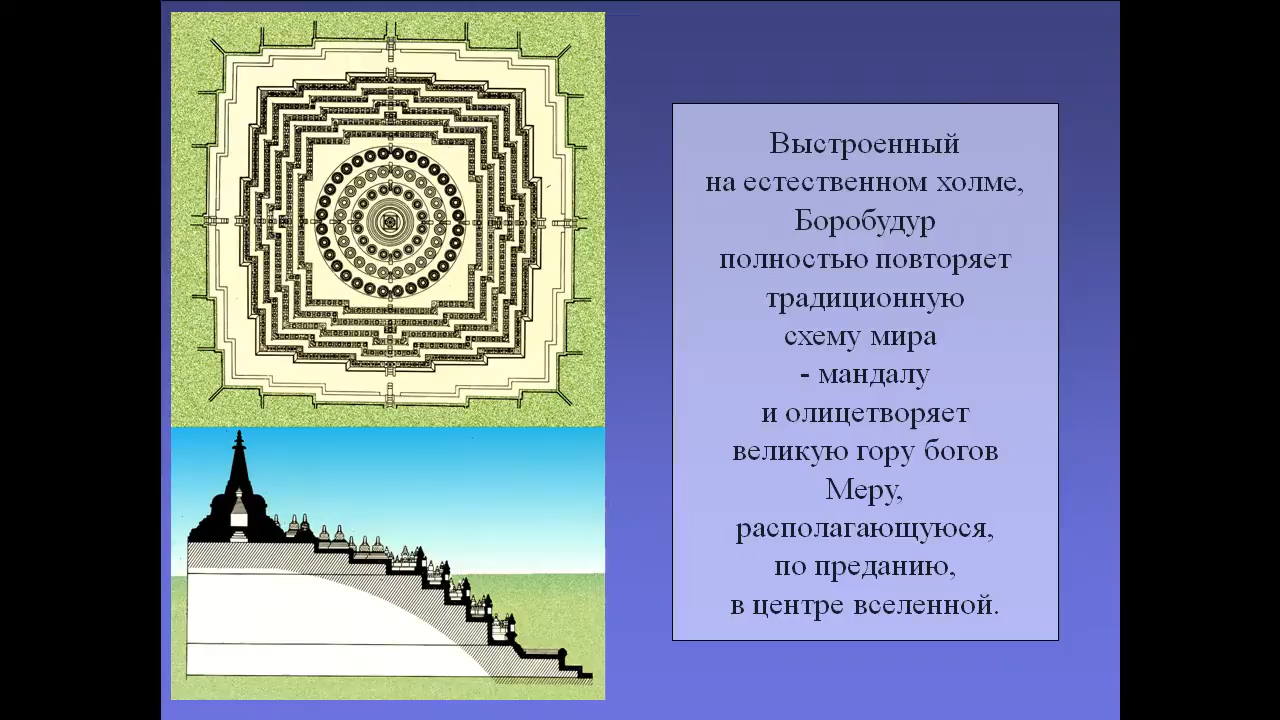 Выстроенный
на естественном холме,
Боробудур
полностью повторяет
традиционную
схему мира
- мандалу
и олицетворяет
великую гору богов
Меру,
располагающуюся,
по преданию,
в центре вселенной.